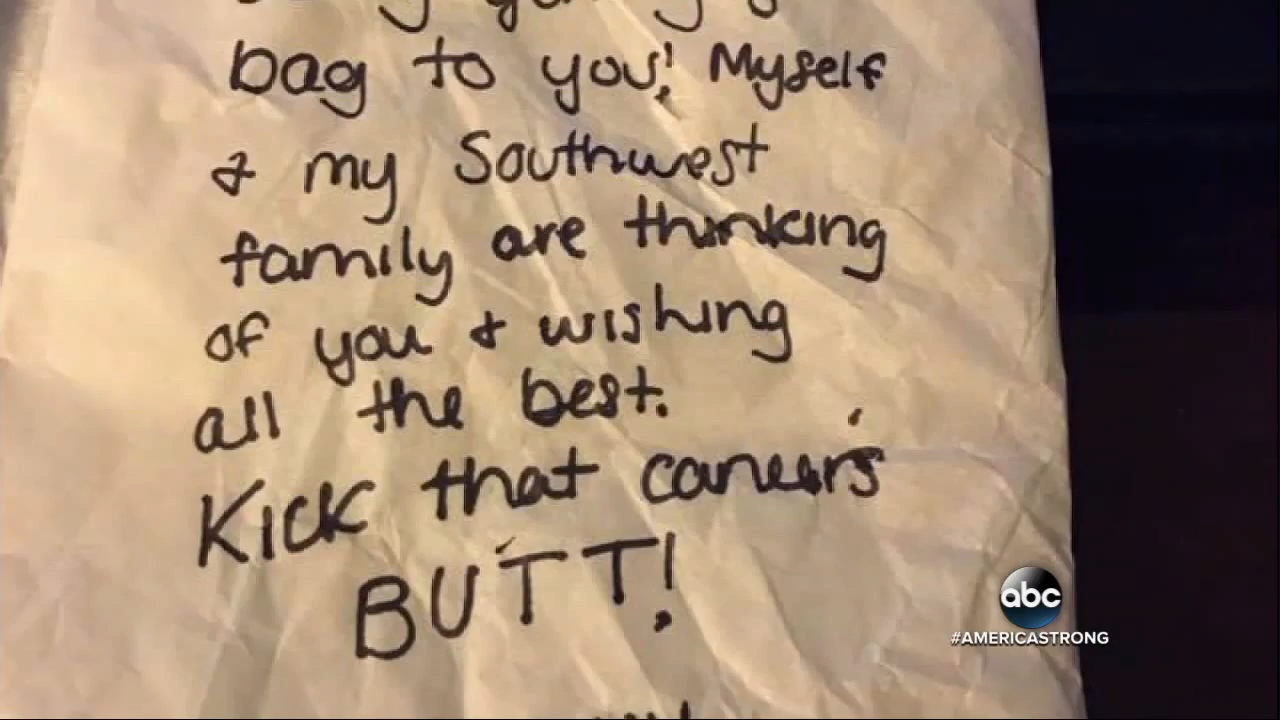 bag to you! Myself
& my Southwest
family are thinking
of you & wishing
all the best.
Kick that cancer's
BUTT!
abc
#AMERICASTRONG